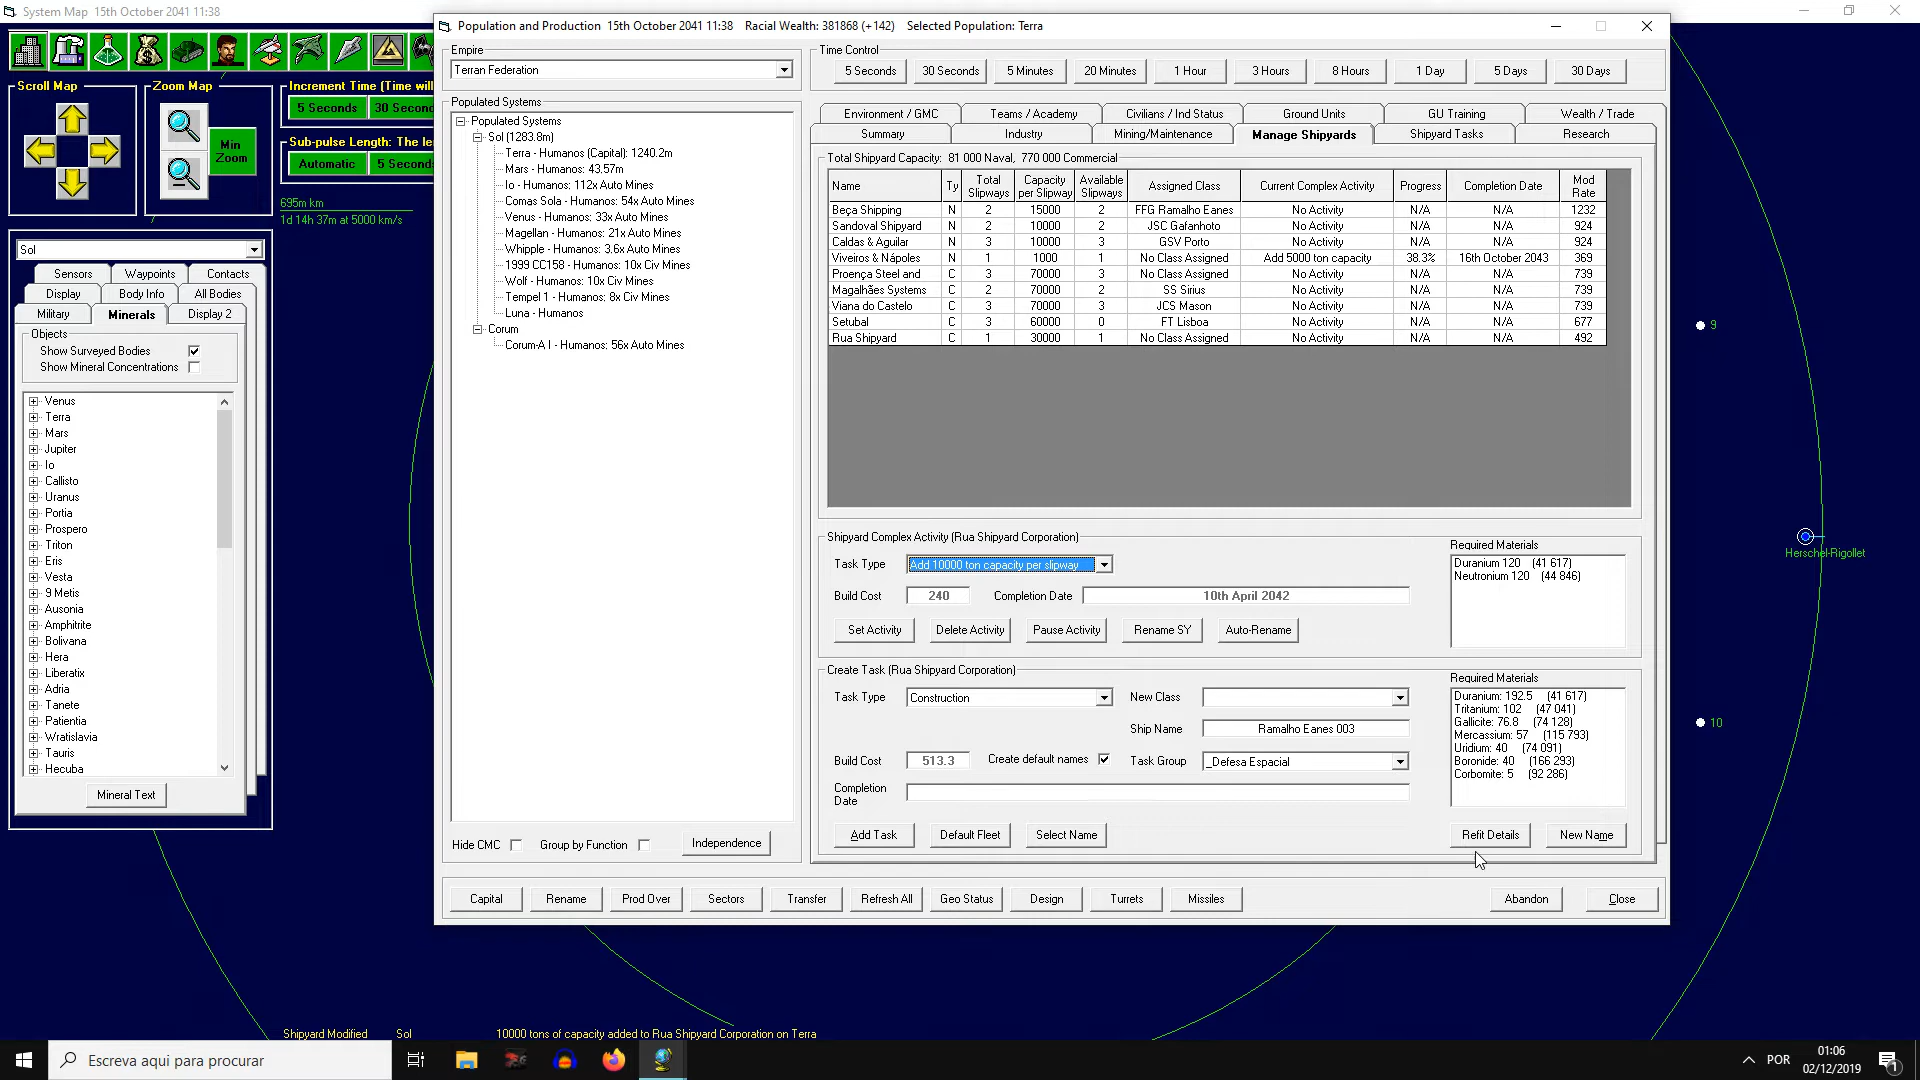 System Map  15th October 2041 11:38
Population and Production  15th October 2041 11:38   Racial Wealth: 381868 (+142)   Selected Population: Terra
Scroll Map
Zoom Map
Min Zoom
Increment Time (Time will
5 Seconds
30 Secon
Sub-pulse Length: The le
Automatic
5 Second
695m km
1d 14h 37m at 5000 km/s
Sol
Sensors
Waypoints
Contacts
Display
Body Info
All Bodies
Military
Minerals
Display 2
Objects
Show Surveyed Bodies
Show Mineral Concentrations
Venus
Terra
Mars
Jupiter
Io
Callisto
Uranus
Portia
Prospero
Triton
Eris
Vesta
9 Metis
Ausonia
Amphitrite
Bolivana
Hera
Liberatix
Adria
Tanete
Patientia
Wratislavia
Tauris
Hecuba
Mineral Text
Empire
Terran Federation
Populated Systems
Populated Systems
Sol (1283.8m)
Terra - Humanos (Capital): 1240.2m
Mars - Humanos: 43.57m
Io - Humanos: 112x Auto Mines
Comas Sola - Humanos: 54x Auto Mines
Venus - Humanos: 33x Auto Mines
Magellan - Humanos: 21x Auto Mines
Whipple - Humanos: 3.6x Auto Mines
1999 CC158 - Humanos: 10x Civ Mines
Wolf - Humanos: 10x Civ Mines
Tempel 1 - Humanos: 8x Civ Mines
Luna - Humanos
Corum
Corum-A I - Humanos: 56x Auto Mines
Hide CMC
Group by Function
Independence
Time Control
5 Seconds
30 Seconds
5 Minutes
20 Minutes
1 Hour
3 Hours
8 Hours
1 Day
5 Days
30 Days
Environment / GMC
Teams / Academy
Civilians / Ind Status
Ground Units
GU Training
Wealth / Trade
Summary
Industry
Mining/Maintenance
Manage Shipyards
Shipyard Tasks
Research
Total Shipyard Capacity:  81 000 Naval,  770 000 Commercial
Name  Ty  Total Slipways  Capacity per Slipway  Available Slipways  Assigned Class  Current Complex Activity  Progress  Completion Date  Mod Rate
Beça Shipping  N  2  15000  2  FFG Ramalho Eanes  No Activity  N/A  N/A  1232
Sandoval Shipyard  N  2  10000  2  JSC Gafanhoto  No Activity  N/A  N/A  924
Caldas & Aguilar  N  3  10000  3  GSV Porto  No Activity  N/A  N/A  924
Viveiros & Nápoles  N  1  1000  1  No Class Assigned  Add 5000 ton capacity  38.3%  16th October 2043  369
Proença Steel and  C  3  70000  3  No Class Assigned  No Activity  N/A  N/A  739
Magalhães Systems  C  2  70000  2  SS Sirius  No Activity  N/A  N/A  739
Viana do Castelo  C  3  70000  3  JCS Mason  No Activity  N/A  N/A  739
Setubal  C  3  60000  0  FT Lisboa  No Activity  N/A  N/A  677
Rua Shipyard  C  1  30000  1  No Class Assigned  No Activity  N/A  N/A  492
Shipyard Complex Activity (Rua Shipyard Corporation)
Task Type  Add 10000 ton capacity per slipway
Build Cost  240  Completion Date  10th April 2042
Set Activity
Delete Activity
Pause Activity
Rename SY
Auto-Rename
Required Materials
Duranium 120   (41 617)
Neutronium 120   (44 846)
Create Task (Rua Shipyard Corporation)
Task Type  Construction  New Class
Ship Name  Ramalho Eanes 003
Build Cost  513.3  Create default names  Task Group  _Defesa Espacial
Completion Date
Add Task
Default Fleet
Select Name
Required Materials
Duranium: 192.5   (41 617)
Tritanium: 102   (47 041)
Gallicite: 76.8   (74 128)
Mercassium: 57   (115 793)
Uridium: 40   (74 091)
Boronide: 40   (166 293)
Corbomite: 5   (92 286)
Refit Details
New Name
Capital
Rename
Prod Over
Sectors
Transfer
Refresh All
Geo Status
Design
Turrets
Missiles
Abandon
Close
9
Herschel-Rigollet
10
Shipyard Modified  Sol  10000 tons of capacity added to Rua Shipyard Corporation on Terra
Escreva aqui para procurar
POR
01:06
02/12/2019
1